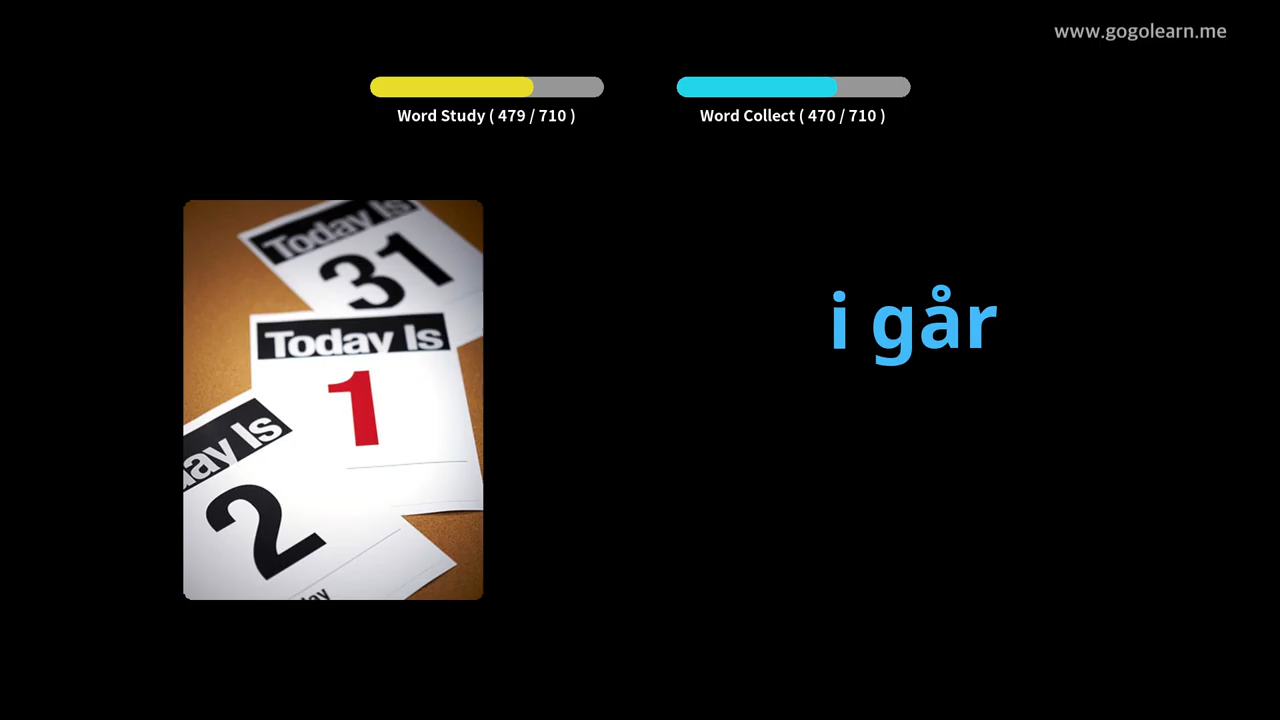 www.gogolearn.me
Word Study ( 479 / 710 )
Word Collect ( 470 / 710 )
Today Is
31
Today Is
1
ay Is
2
ay
i går